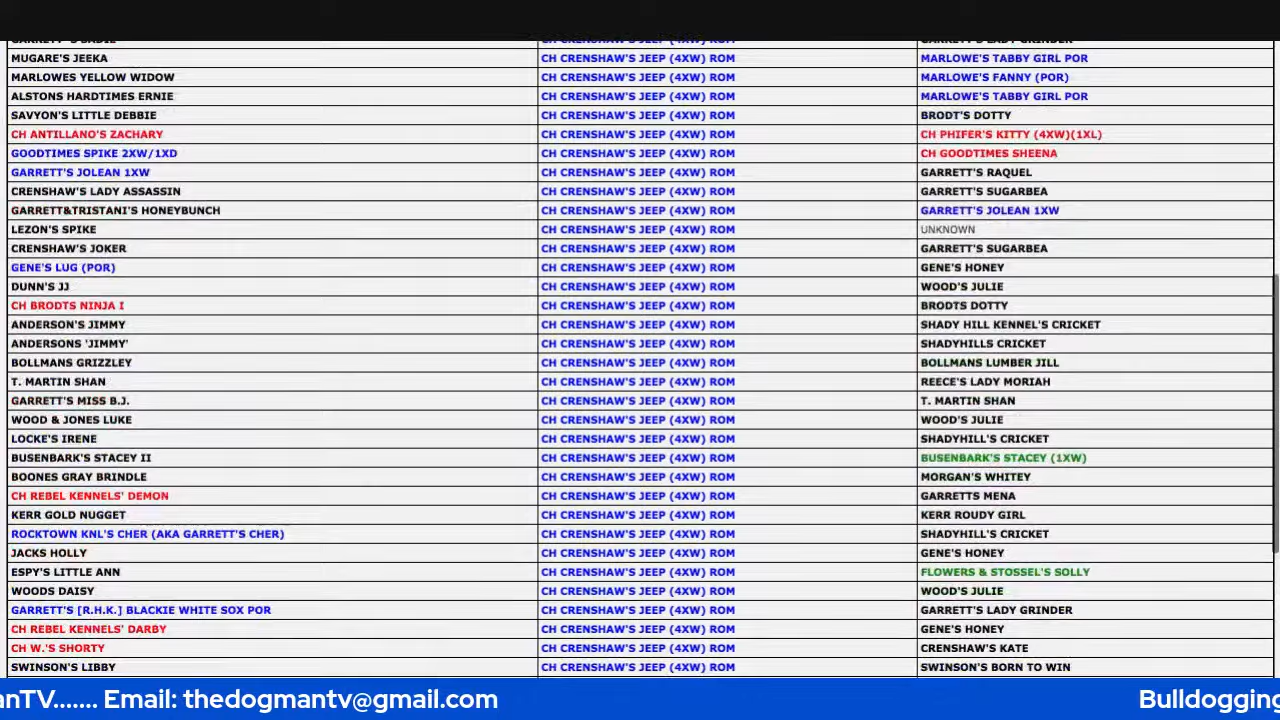 MUGARE'S JEEKA CH CRENSHAW'S JEEP (4XW) ROM MARLOWE'S TABBY GIRL POR
MARLOWES YELLOW WIDOW CH CRENSHAW'S JEEP (4XW) ROM MARLOWE'S FANNY (POR)
ALSTONS HARDTIMES ERNIE CH CRENSHAW'S JEEP (4XW) ROM MARLOWE'S TABBY GIRL POR
SAVYON'S LITTLE DEBBIE CH CRENSHAW'S JEEP (4XW) ROM BRODT'S DOTTY
CH ANTILLANO'S ZACHARY CH CRENSHAW'S JEEP (4XW) ROM CH PHIFER'S KITTY (4XW)(1XL)
GOODTIMES SPIKE 2XW/1XD CH CRENSHAW'S JEEP (4XW) ROM CH GOODTIMES SHEENA
GARRETT'S JOLEAN 1XW CH CRENSHAW'S JEEP (4XW) ROM GARRETT'S RAQUEL
CRENSHAW'S LADY ASSASSIN CH CRENSHAW'S JEEP (4XW) ROM GARRETT'S SUGARBEA
GARRETT&TRISTANI'S HONEYBUNCH CH CRENSHAW'S JEEP (4XW) ROM GARRETT'S JOLEAN 1XW
LEZON'S SPIKE CH CRENSHAW'S JEEP (4XW) ROM UNKNOWN
CRENSHAW'S JOKER CH CRENSHAW'S JEEP (4XW) ROM GARRETT'S SUGARBEA
GENE'S LUG (POR) CH CRENSHAW'S JEEP (4XW) ROM GENE'S HONEY
DUNN'S JJ CH CRENSHAW'S JEEP (4XW) ROM WOOD'S JULIE
CH BRODTS NINJA I CH CRENSHAW'S JEEP (4XW) ROM BRODTS DOTTY
ANDERSON'S JIMMY CH CRENSHAW'S JEEP (4XW) ROM SHADY HILL KENNEL'S CRICKET
ANDERSONS 'JIMMY' CH CRENSHAW'S JEEP (4XW) ROM SHADYHILLS CRICKET
BOLLMANS GRIZZLEY CH CRENSHAW'S JEEP (4XW) ROM BOLLMANS LUMBER JILL
T. MARTIN SHAN CH CRENSHAW'S JEEP (4XW) ROM REECE'S LADY MORIAH
GARRETT'S MISS B.J. CH CRENSHAW'S JEEP (4XW) ROM T. MARTIN SHAN
WOOD & JONES LUKE CH CRENSHAW'S JEEP (4XW) ROM WOOD'S JULIE
LOCKE'S IRENE CH CRENSHAW'S JEEP (4XW) ROM SHADYHILL'S CRICKET
BUSENBARK'S STACEY II CH CRENSHAW'S JEEP (4XW) ROM BUSENBARK'S STACEY (1XW)
BOONES GRAY BRINDLE CH CRENSHAW'S JEEP (4XW) ROM MORGAN'S WHITEY
CH REBEL KENNELS' DEMON CH CRENSHAW'S JEEP (4XW) ROM GARRETTS MENA
KERR GOLD NUGGET CH CRENSHAW'S JEEP (4XW) ROM KERR ROUDY GIRL
ROCKTOWN KNL'S CHER (AKA GARRETT'S CHER) CH CRENSHAW'S JEEP (4XW) ROM SHADYHILL'S CRICKET
JACKS HOLLY CH CRENSHAW'S JEEP (4XW) ROM GENE'S HONEY
ESPY'S LITTLE ANN CH CRENSHAW'S JEEP (4XW) ROM FLOWERS & STOSSEL'S SOLLY
WOODS DAISY CH CRENSHAW'S JEEP (4XW) ROM WOOD'S JULIE
GARRETT'S [R.H.K.] BLACKIE WHITE SOX POR CH CRENSHAW'S JEEP (4XW) ROM GARRETT'S LADY GRINDER
CH REBEL KENNELS' DARBY CH CRENSHAW'S JEEP (4XW) ROM GENE'S HONEY
CH W.'S SHORTY CH CRENSHAW'S JEEP (4XW) ROM CRENSHAW'S KATE
SWINSON'S LIBBY CH CRENSHAW'S JEEP (4XW) ROM SWINSON'S BORN TO WIN
anTV....... Email: thedogmantv@gmail.com Bulldogging